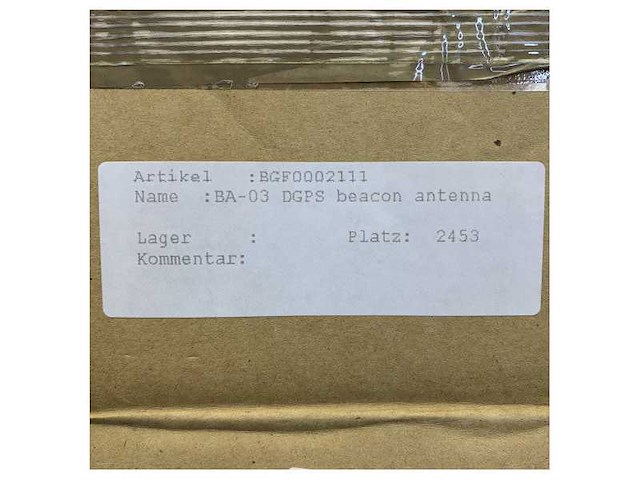 Artikel :BGF0002111
Name :BA-03 DGPS beacon antenna
Lager : Platz: 2453
Kommentar: